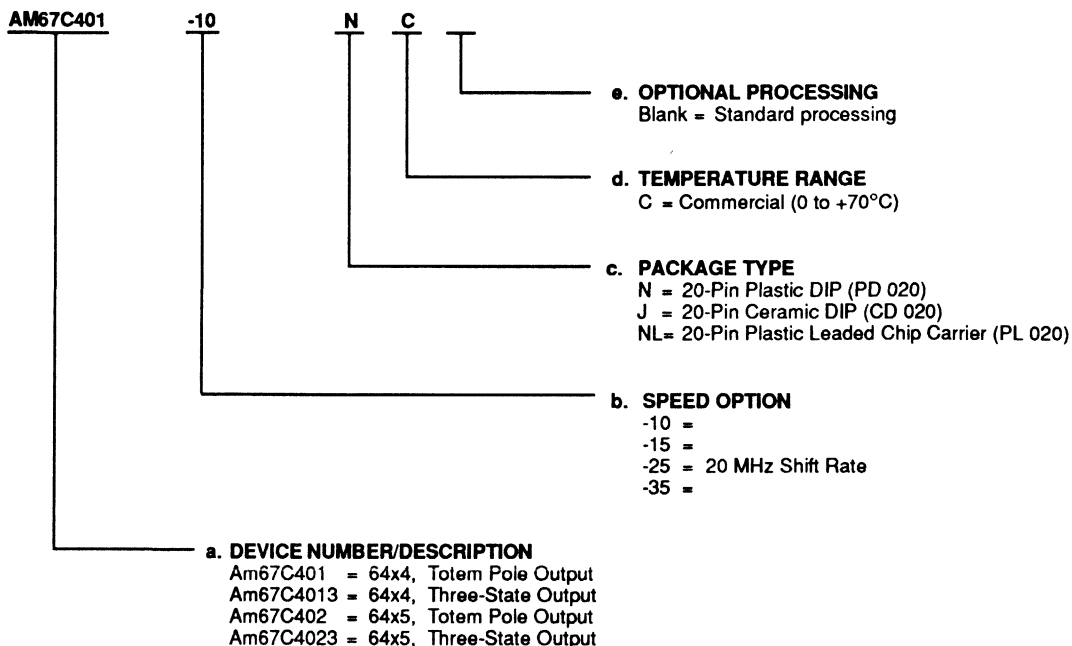 AM67C401 -10 N C
e. OPTIONAL PROCESSING
Blank = Standard processing
d. TEMPERATURE RANGE
C = Commercial (0 to +70°C)
c. PACKAGE TYPE
N = 20-Pin Plastic DIP (PD 020)
J = 20-Pin Ceramic DIP (CD 020)
NL= 20-Pin Plastic Leaded Chip Carrier (PL 020)
b. SPEED OPTION
-10 =
-15 =
-25 = 20 MHz Shift Rate
-35 =
a. DEVICE NUMBER/DESCRIPTION
Am67C401 = 64x4, Totem Pole Output
Am67C4013 = 64x4, Three-State Output
Am67C402 = 64x5, Totem Pole Output
Am67C4023 = 64x5, Three-State Output